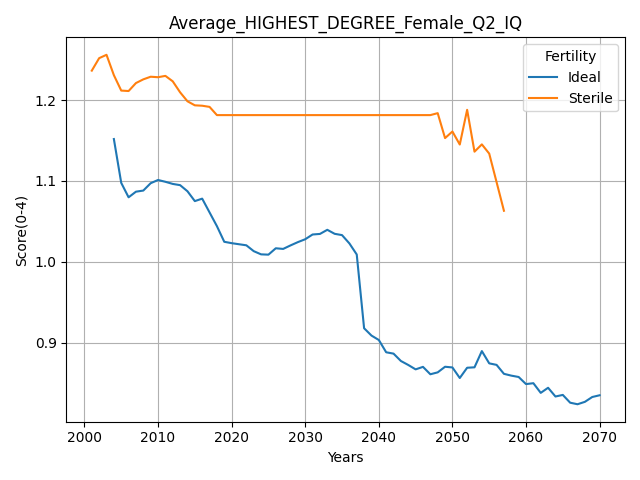 Average_HIGHEST_DEGREE_Female_Q2_IQ
Fertility
Ideal
Sterile
Score(0-4)
1.2
1.1
1.0
0.9
2000 2010 2020 2030 2040 2050 2060 2070
Years